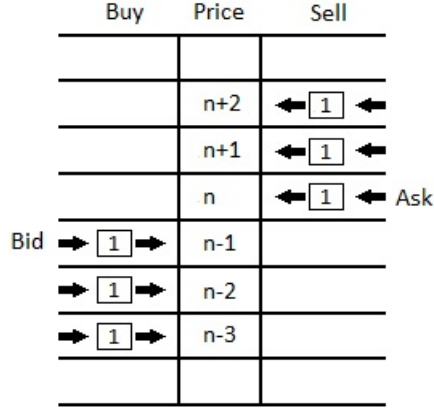 Buy Price Sell
n+2 1
n+1 1
n 1 Ask
Bid 1 n-1
1 n-2
1 n-3